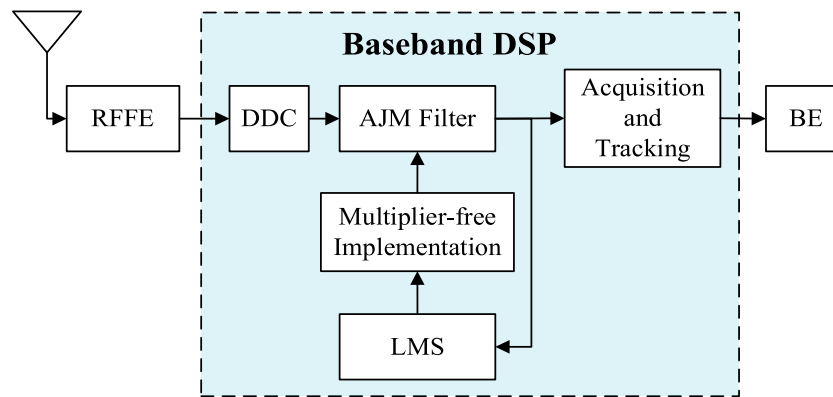 Baseband DSP
RFFE
DDC
AJM Filter
Acquisition
and
Tracking
BE
Multiplier-free
Implementation
LMS